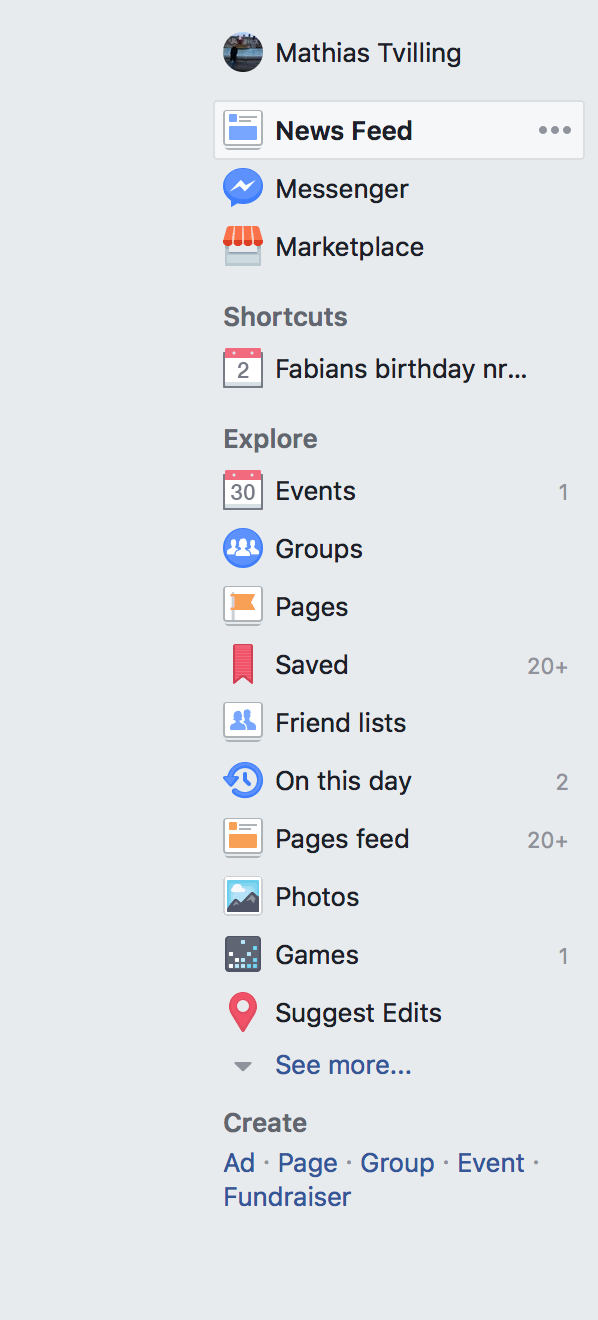 Mathias Tvilling
News Feed
Messenger
Marketplace
Shortcuts
2 Fabians birthday nr...
Explore
30 Events 1
Groups
Pages
Saved 20+
Friend lists
On this day 2
Pages feed 20+
Photos
Games 1
Suggest Edits
See more...
Create
Ad · Page · Group · Event ·
Fundraiser